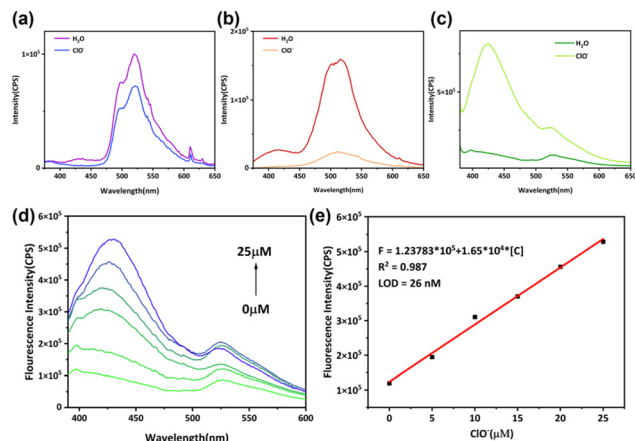 (a)
H₂O
ClO⁻
1×10⁵
0
Intensity(CPS)
400 450 500 550 600 650
Wavelength(nm)
(b)
H₂O
ClO⁻
2×10⁵
1×10⁵
0
Intensity(CPS)
400 450 500 550 600 650
Wavelength(nm)
(c)
H₂O
ClO⁻
5×10⁵
Intensity(CPS)
400 450 500 550 600 650
Wavelength(nm)
(d)
6×10⁵
5×10⁵
4×10⁵
3×10⁵
2×10⁵
1×10⁵
0
Flourescence Intensity(CPS)
25μM
0μM
400 450 500 550 600
Wavelength(nm)
(e)
6×10⁵
5×10⁵
4×10⁵
3×10⁵
2×10⁵
1×10⁵
Fluorescence Intensity(CPS)
F = 1.23783*10⁵+1.65*10⁴*[C]
R² = 0.987
LOD = 26 nM
0 5 10 15 20 25
ClO⁻(μM)